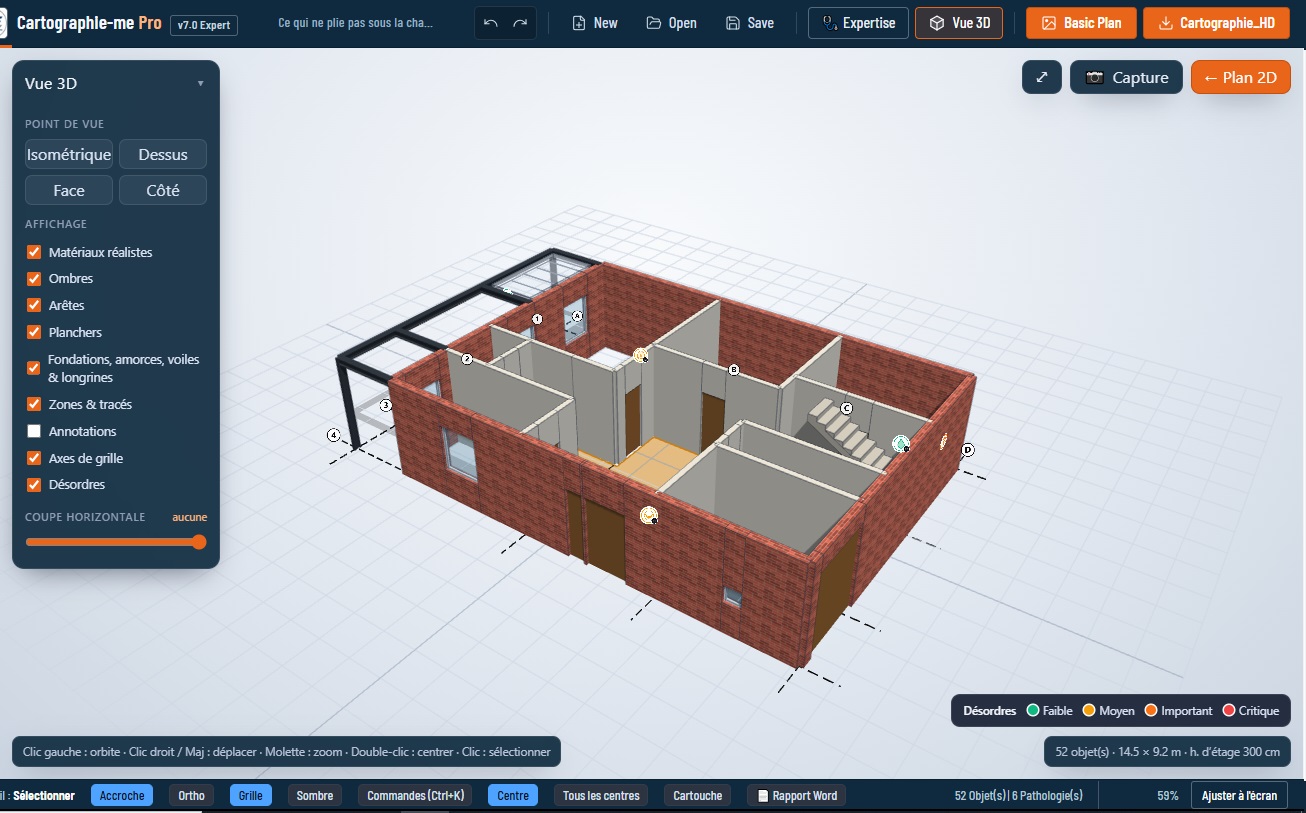 Cartographie-me Pro
v7.0 Expert
Ce qui ne plie pas sous la cha...
New
Open
Save
Expertise
Vue 3D
Basic Plan
Cartographie_HD
Vue 3D
POINT DE VUE
Isométrique
Dessus
Face
Côté
AFFICHAGE
Matériaux réalistes
Ombres
Arêtes
Planchers
Fondations, amorces, voiles
& longrines
Zones & tracés
Annotations
Axes de grille
Désordres
COUPE HORIZONTALE
aucune
Capture
← Plan 2D
1
A
2
B
3
C
4
D
Désordres
Faible
Moyen
Important
Critique
Clic gauche : orbite · Clic droit / Maj : déplacer · Molette : zoom · Double-clic : centrer · Clic : sélectionner
52 objet(s) · 14.5 × 9.2 m · h. d'étage 300 cm
il : Sélectionner
Accroche
Ortho
Grille
Sombre
Commandes (Ctrl+K)
Centre
Tous les centres
Cartouche
Rapport Word
52 Objet(s) | 6 Pathologie(s)
59%
Ajuster à l'écran